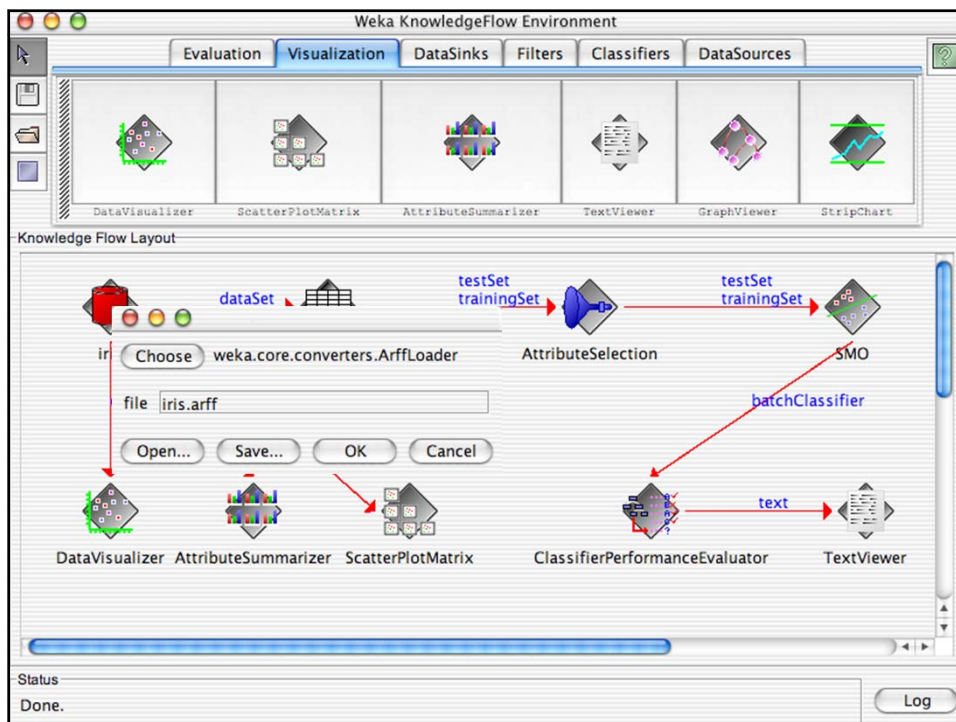 Weka KnowledgeFlow Environment
Evaluation
Visualization
DataSinks
Filters
Classifiers
DataSources
?
DataVisualizer
ScatterPlotMatrix
AttributeSummarizer
TextViewer
GraphViewer
StripChart
Knowledge Flow Layout
dataSet
testSet
trainingSet
testSet
trainingSet
AttributeSelection
SMO
Choose
weka.core.converters.ArffLoader
file
iris.arff
Open...
Save...
OK
Cancel
batchClassifier
text
DataVisualizer
AttributeSummarizer
ScatterPlotMatrix
ClassifierPerformanceEvaluator
TextViewer
Status
Done.
Log